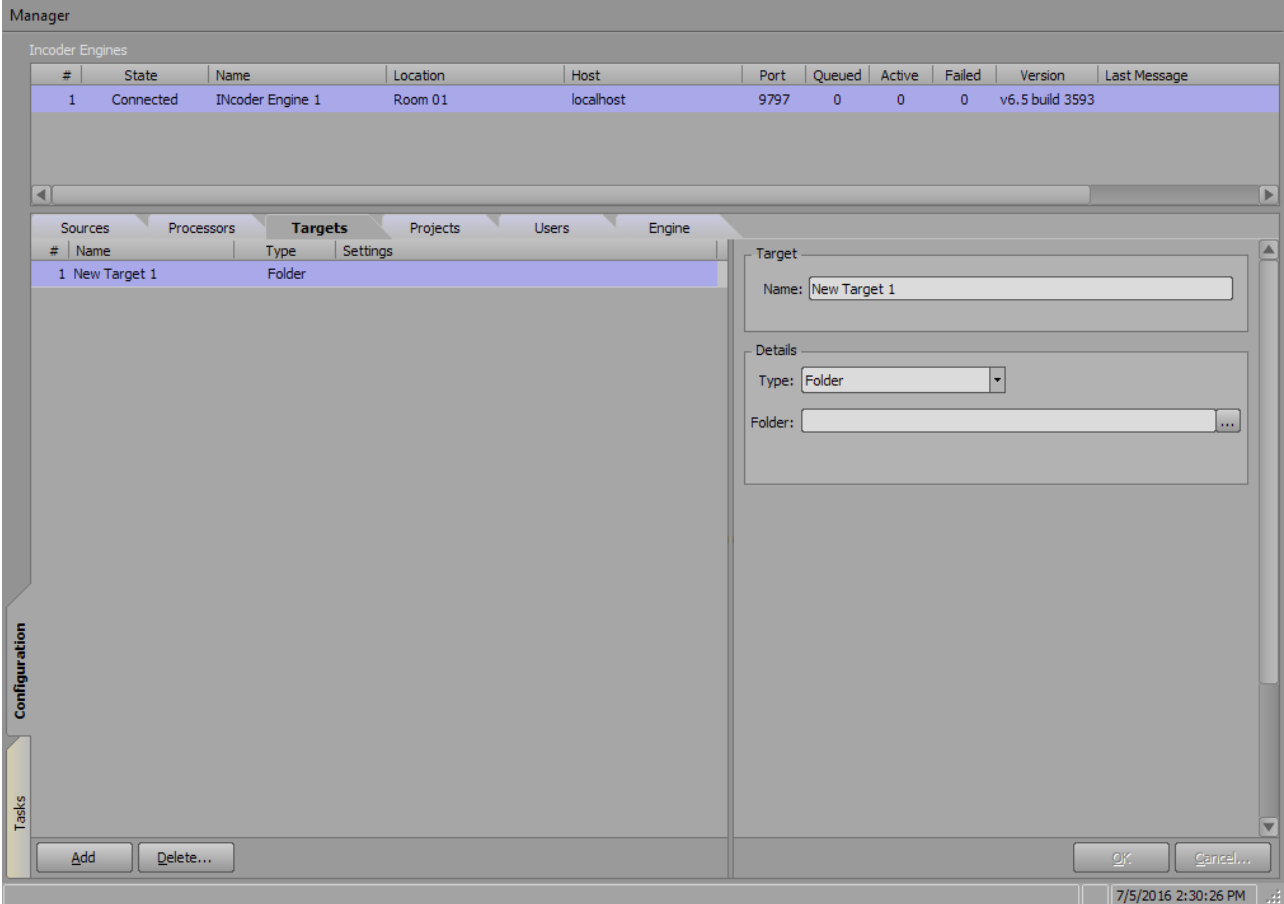 Manager
Incoder Engines
# State Name Location Host Port Queued Active Failed Version Last Message
1 Connected INcoder Engine 1 Room 01 localhost 9797 0 0 0 v6.5 build 3593
Sources Processors Targets Projects Users Engine
# Name Type Settings
1 New Target 1 Folder
Target
Name: New Target 1
Details
Type: Folder
Folder: ...
Configuration
Tasks
Add Delete... OK Cancel...
7/5/2016 2:30:26 PM